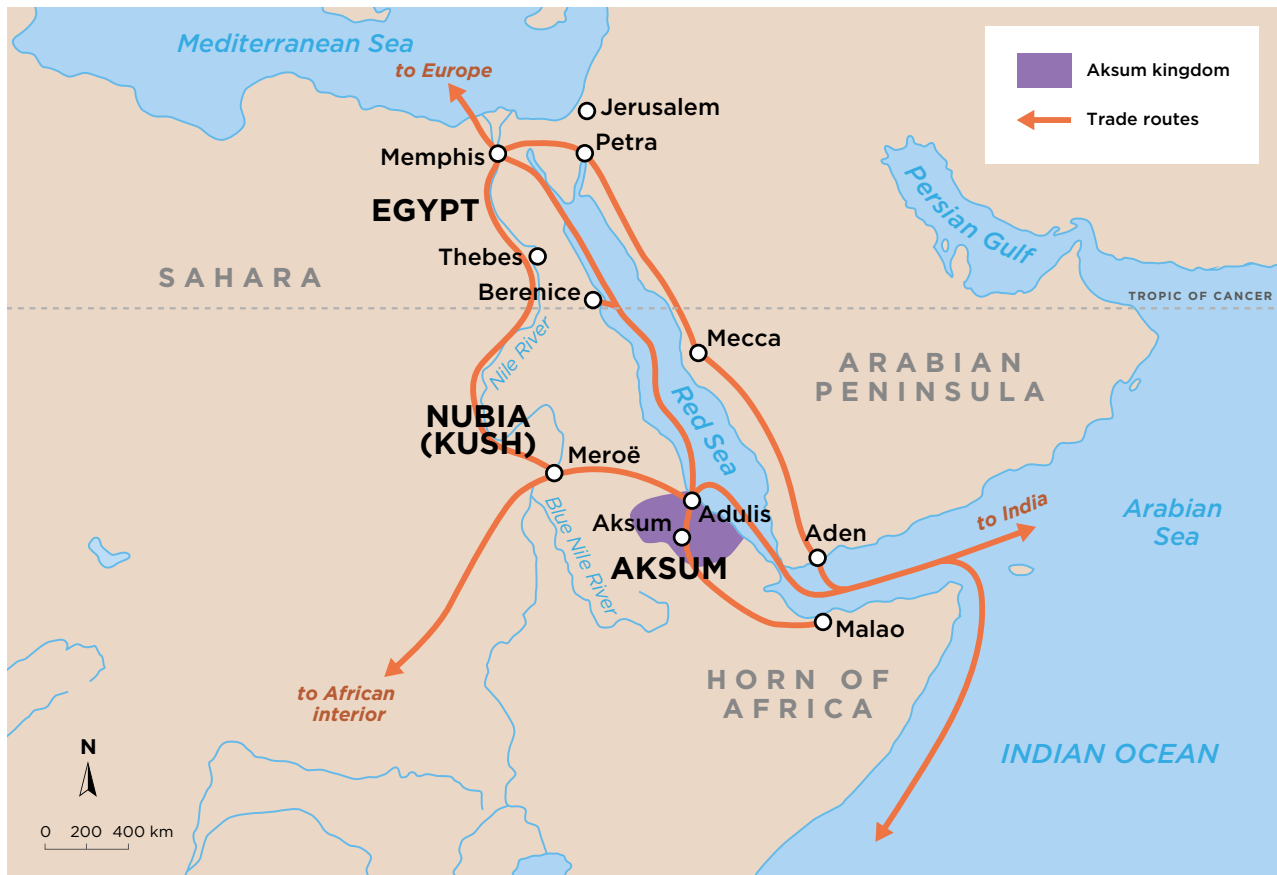 Mediterranean Sea
to Europe
Aksum kingdom
Trade routes
Jerusalem
Petra
Memphis
EGYPT
Persian Gulf
Thebes
SAHARA
Berenice
TROPIC OF CANCER
Nile River
Mecca
ARABIAN
PENINSULA
Red Sea
NUBIA
(KUSH)
Meroë
Blue Nile River
Aksum
Adulis
AKSUM
Aden
to India
Arabian
Sea
Malao
HORN OF
AFRICA
to African
interior
INDIAN OCEAN
N
0 200 400 km